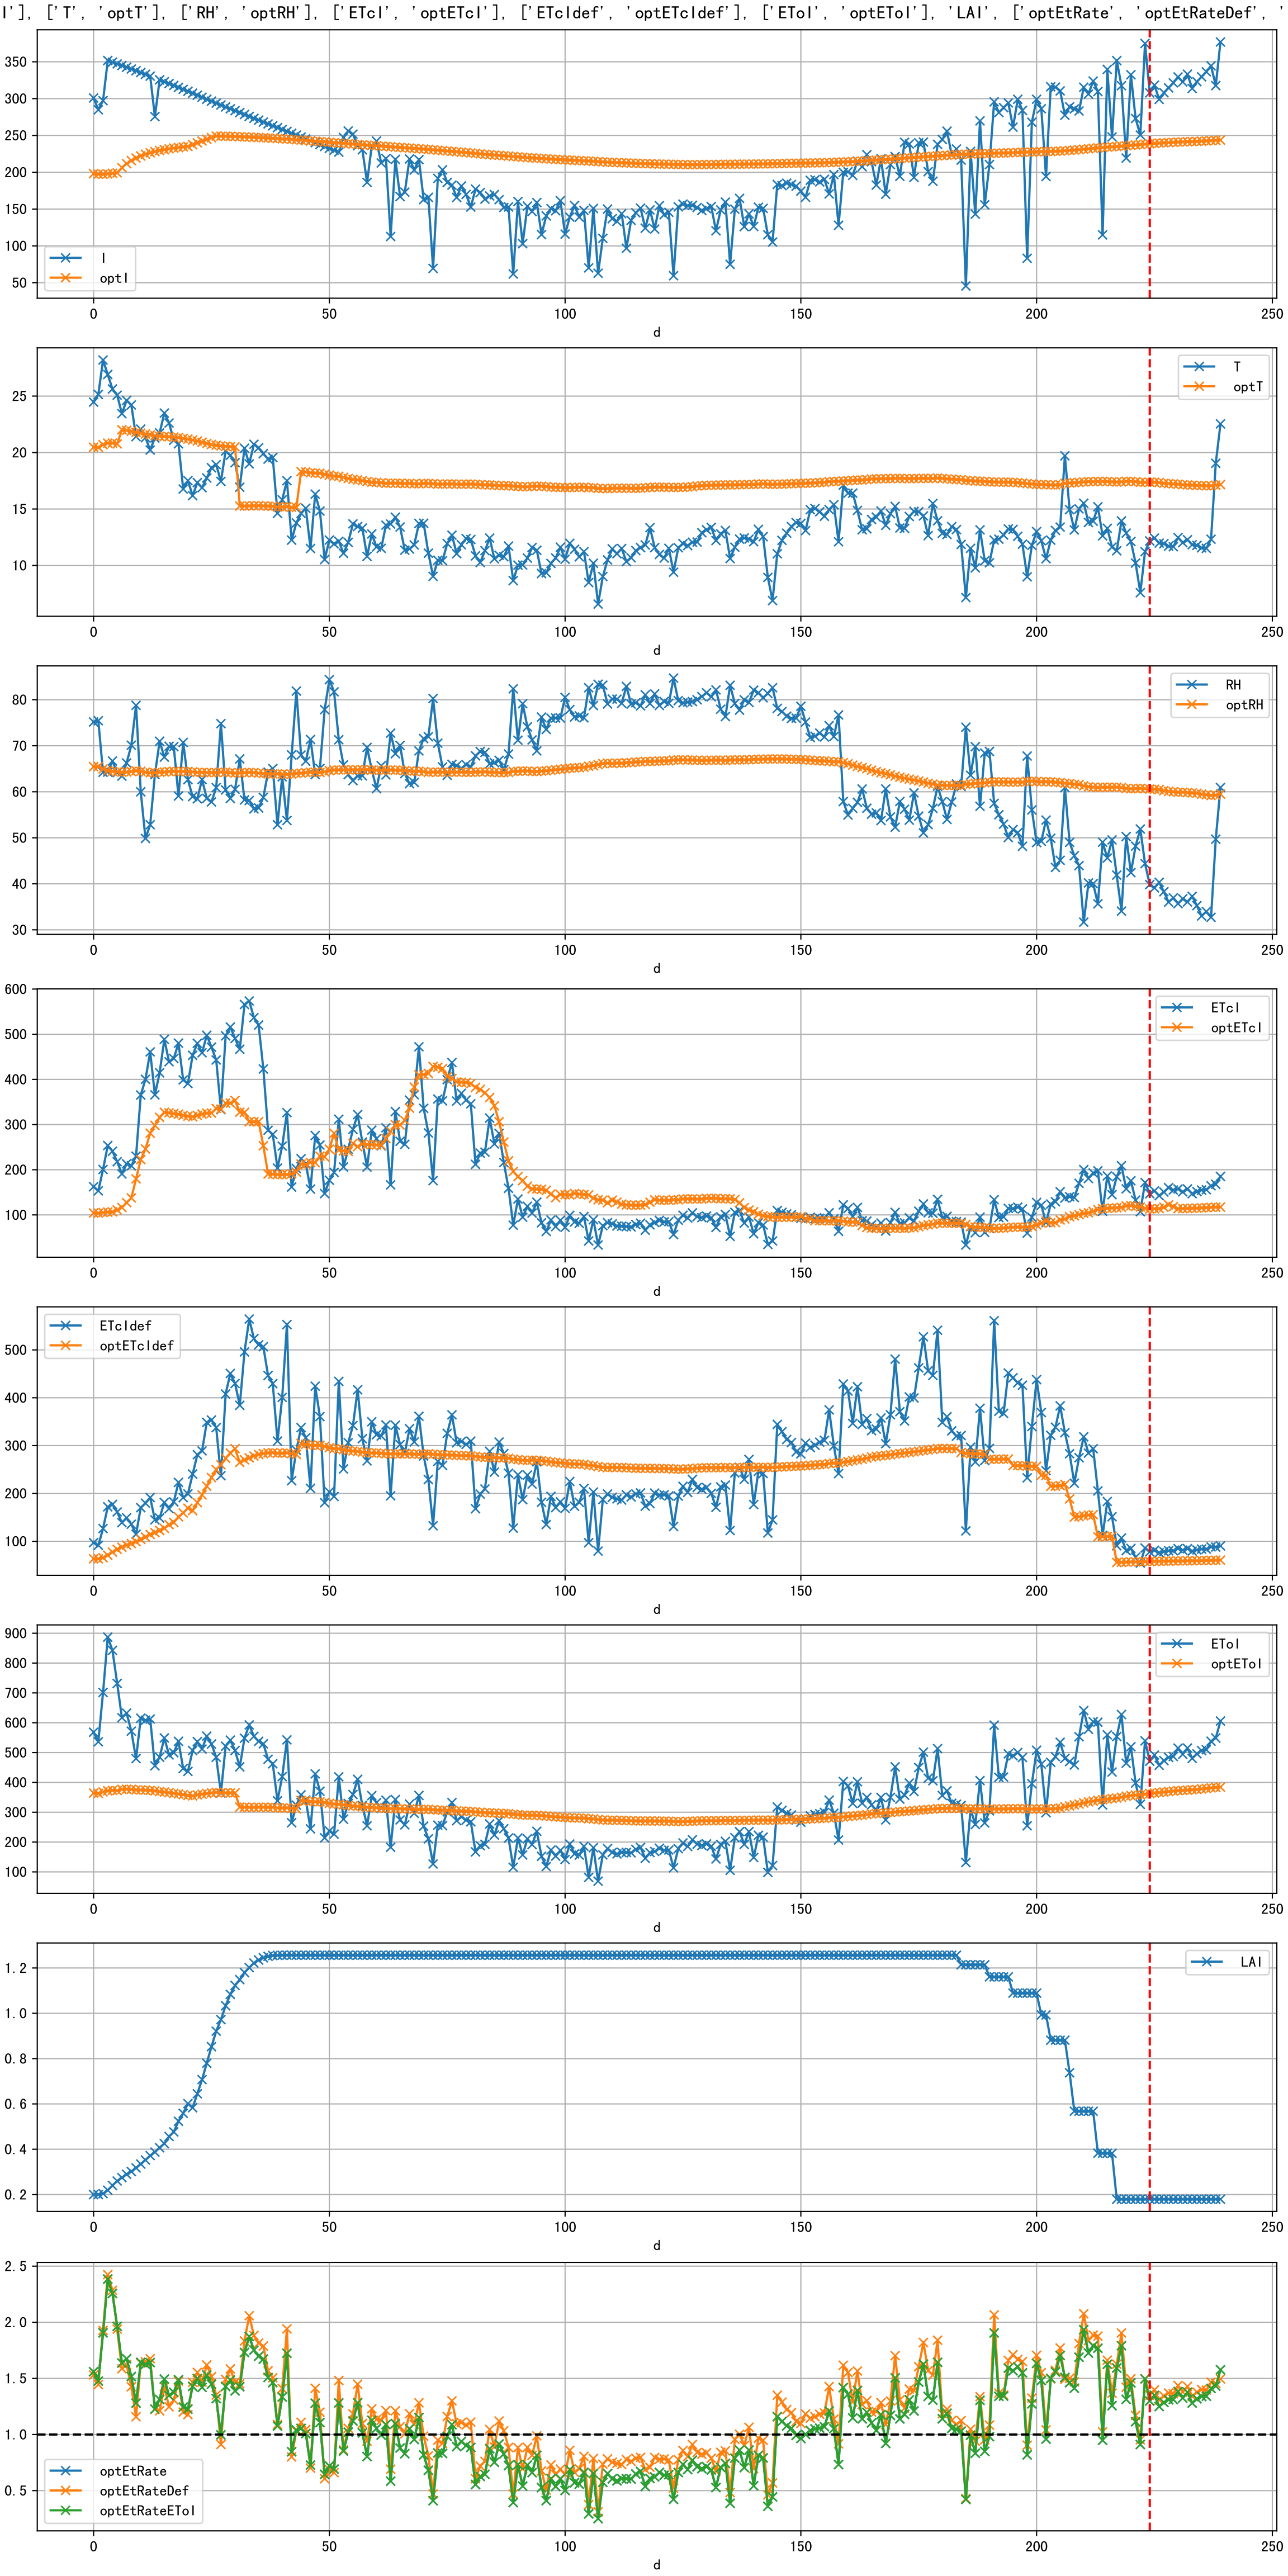 I'], ['T', 'optT'], ['RH', 'optRH'], ['ETcI', 'optETcI'], ['ETcIdef', 'optETcIdef'], ['EToI', 'optEToI'], 'LAI', ['optEtRate', 'optEtRateDef', '
350
300
250
200
150
100
50
I
optI
0 50 100 150 200 250
d
25
20
15
10
T
optT
0 50 100 150 200 250
d
80
70
60
50
40
30
RH
optRH
0 50 100 150 200 250
d
600
500
400
300
200
100
ETcI
optETcI
0 50 100 150 200 250
d
500
400
300
200
100
ETcIdef
optETcIdef
0 50 100 150 200 250
d
900
800
700
600
500
400
300
200
100
EToI
optEToI
0 50 100 150 200 250
d
1.2
1.0
0.8
0.6
0.4
0.2
LAI
0 50 100 150 200 250
d
2.5
2.0
1.5
1.0
0.5
optEtRate
optEtRateDef
optEtRateEToI
0 50 100 150 200 250
d